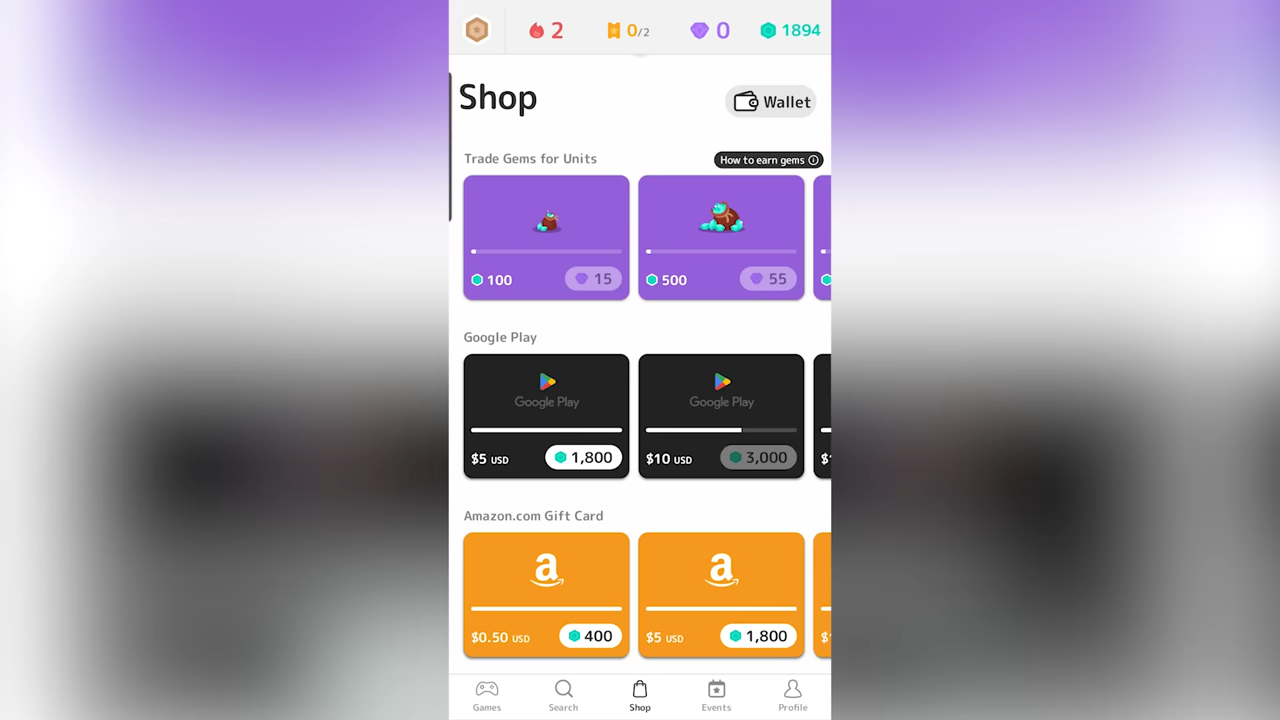 2 0/2 0 1894
Shop
Wallet
Trade Gems for Units
How to earn gems
100 15
500 55
Google Play
Google Play
Google Play
$5 USD 1,800
$10 USD 3,000
$1
Amazon.com Gift Card
a
a
$0.50 USD 400
$5 USD 1,800
$1
Games
Search
Shop
Events
Profile